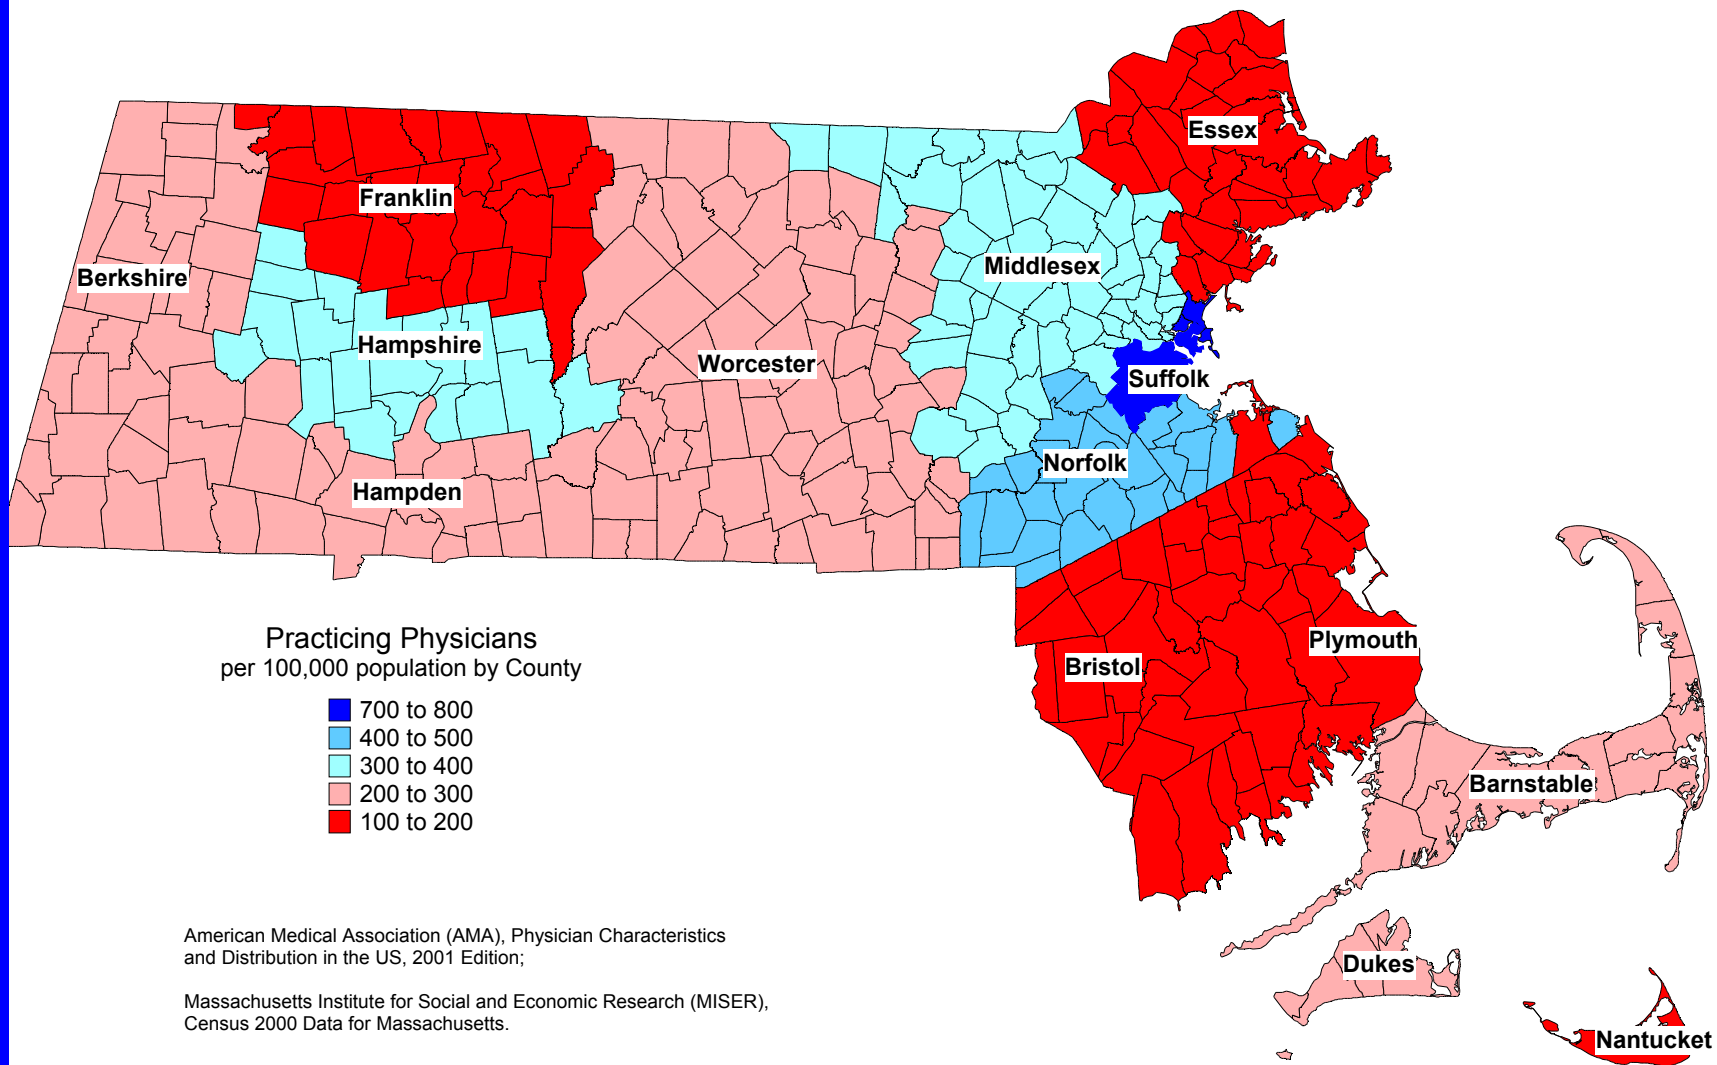 Essex
Franklin
Berkshire
Middlesex
Hampshire
Worcester
Suffolk
Norfolk
Hampden
Practicing Physicians
per 100,000 population by County
700 to 800
400 to 500
300 to 400
200 to 300
100 to 200
Plymouth
Bristol
Barnstable
Dukes
Nantucket
American Medical Association (AMA), Physician Characteristics
and Distribution in the US, 2001 Edition;
Massachusetts Institute for Social and Economic Research (MISER),
Census 2000 Data for Massachusetts.